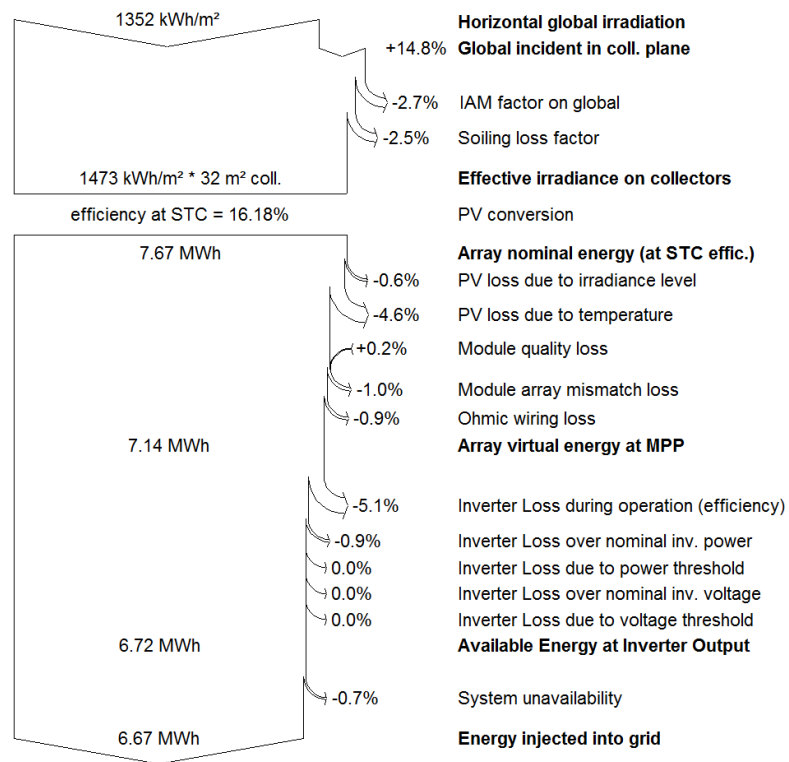 1352 kWh/m² Horizontal global irradiation
+14.8% Global incident in coll. plane
-2.7% IAM factor on global
-2.5% Soiling loss factor
1473 kWh/m² * 32 m² coll. Effective irradiance on collectors
efficiency at STC = 16.18% PV conversion
7.67 MWh Array nominal energy (at STC effic.)
-0.6% PV loss due to irradiance level
-4.6% PV loss due to temperature
+0.2% Module quality loss
-1.0% Module array mismatch loss
-0.9% Ohmic wiring loss
7.14 MWh Array virtual energy at MPP
-5.1% Inverter Loss during operation (efficiency)
-0.9% Inverter Loss over nominal inv. power
0.0% Inverter Loss due to power threshold
0.0% Inverter Loss over nominal inv. voltage
0.0% Inverter Loss due to voltage threshold
6.72 MWh Available Energy at Inverter Output
-0.7% System unavailability
6.67 MWh Energy injected into grid